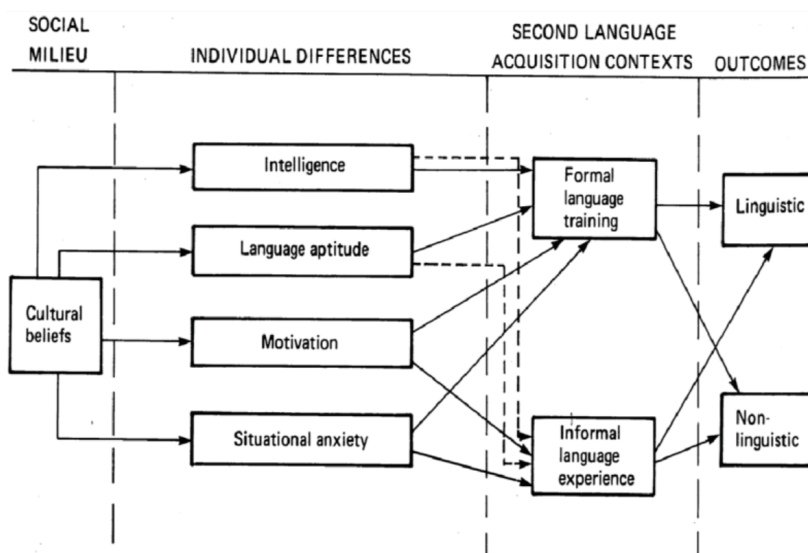 SOCIAL
MILIEU
INDIVIDUAL DIFFERENCES
SECOND LANGUAGE
ACQUISITION CONTEXTS
OUTCOMES
Intelligence
Language aptitude
Cultural
beliefs
Motivation
Situational anxiety
Formal
language
training
Informal
language
experience
Linguistic
Non-
linguistic